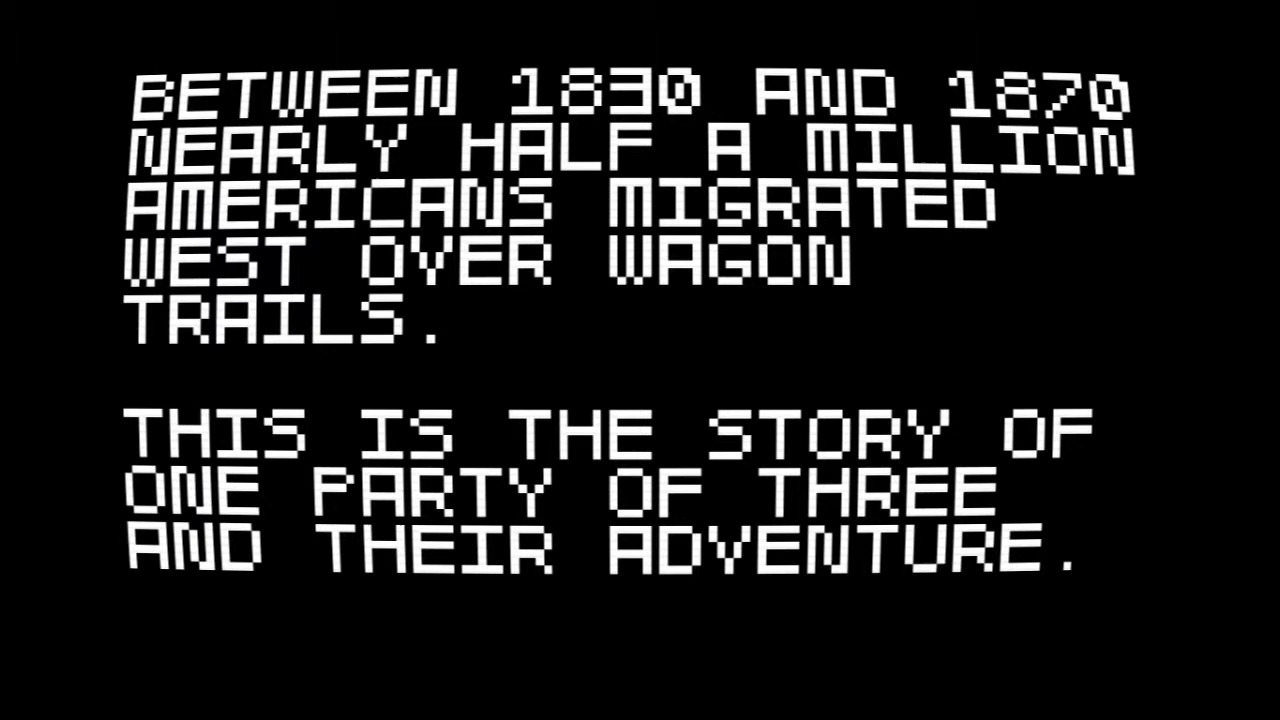 BETWEEN 1830 AND 1870
NEARLY HALF A MILLION
AMERICANS MIGRATED
WEST OVER WAGON
TRAILS.
THIS IS THE STORY OF
ONE PARTY OF THREE
AND THEIR ADVENTURE.